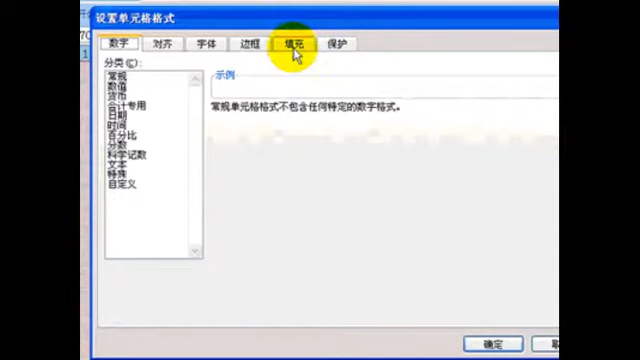 设置单元格格式
数字 对齐 字体 边框 填充 保护
分类(C):
常规
数值
货币
会计专用
日期
时间
百分比
分数
科学记数
文本
特殊
自定义
示例
常规单元格格式不包含任何特定的数字格式。
确定